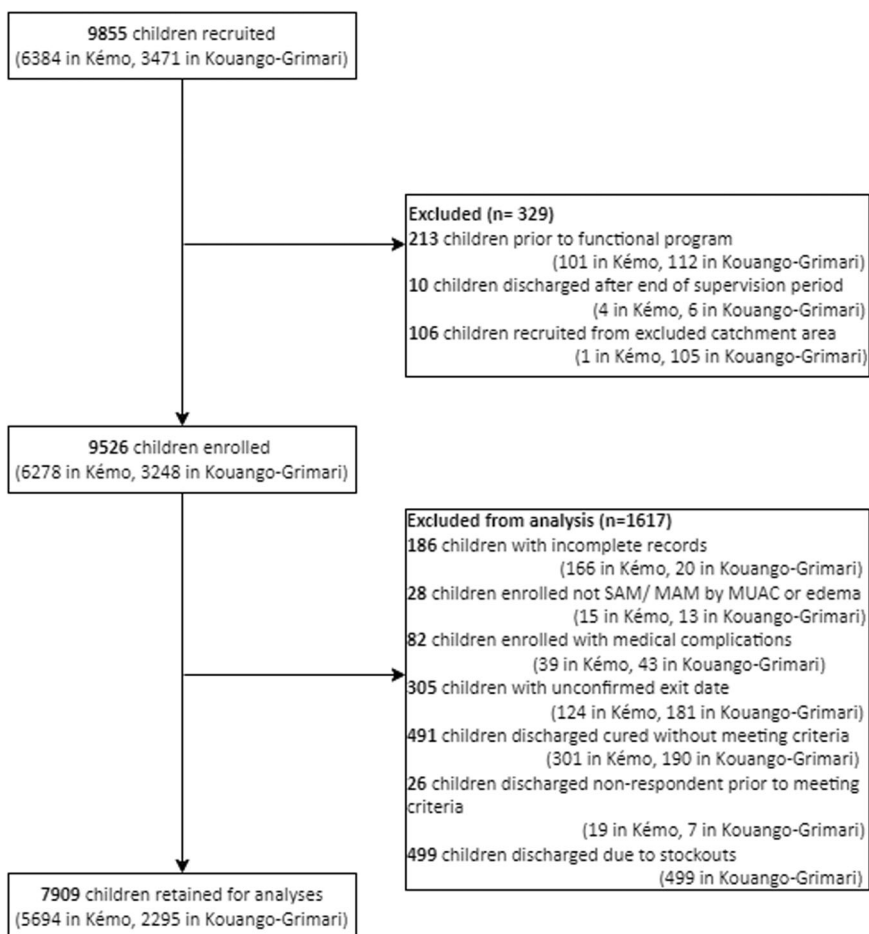 9855 children recruited
(6384 in Kémo, 3471 in Kouango-Grimari)
Excluded (n= 329)
213 children prior to functional program
(101 in Kémo, 112 in Kouango-Grimari)
10 children discharged after end of supervision period
(4 in Kémo, 6 in Kouango-Grimari)
106 children recruited from excluded catchment area
(1 in Kémo, 105 in Kouango-Grimari)
9526 children enrolled
(6278 in Kémo, 3248 in Kouango-Grimari)
Excluded from analysis (n=1617)
186 children with incomplete records
(166 in Kémo, 20 in Kouango-Grimari)
28 children enrolled not SAM/ MAM by MUAC or edema
(15 in Kémo, 13 in Kouango-Grimari)
82 children enrolled with medical complications
(39 in Kémo, 43 in Kouango-Grimari)
305 children with unconfirmed exit date
(124 in Kémo, 181 in Kouango-Grimari)
491 children discharged cured without meeting criteria
(301 in Kémo, 190 in Kouango-Grimari)
26 children discharged non-respondent prior to meeting
criteria
(19 in Kémo, 7 in Kouango-Grimari)
499 children discharged due to stockouts
(499 in Kouango-Grimari)
7909 children retained for analyses
(5694 in Kémo, 2295 in Kouango-Grimari)